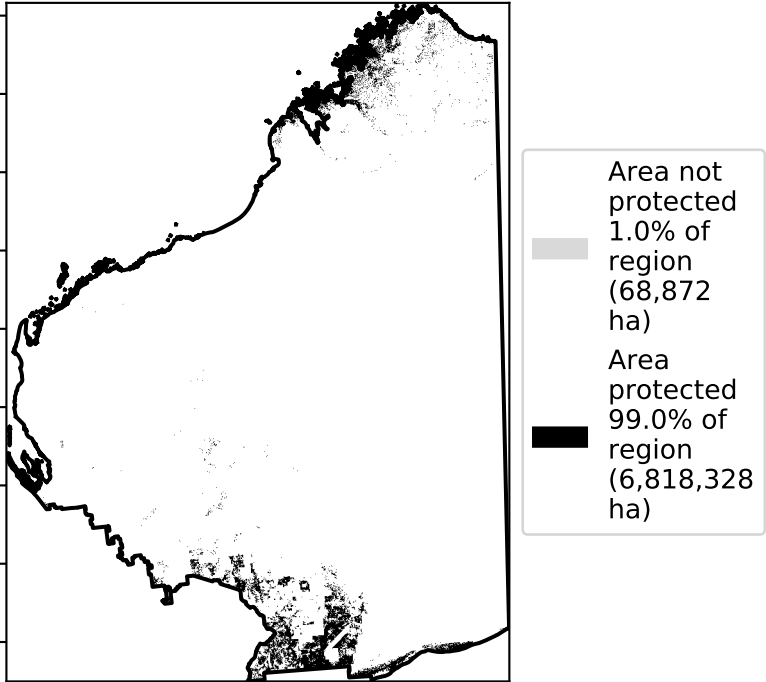 Area not
protected
1.0% of
region
(68,872
ha)
Area
protected
99.0% of
region
(6,818,328
ha)